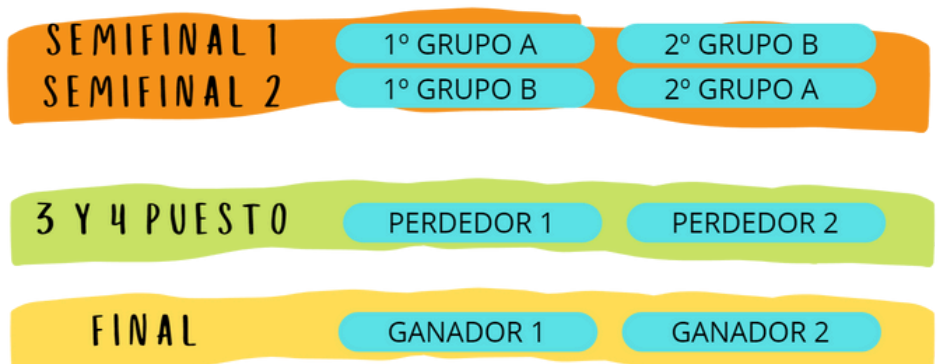 SEMIFINAL 1 1º GRUPO A 2º GRUPO B
SEMIFINAL 2 1º GRUPO B 2º GRUPO A
3 Y 4 PUESTO PERDEDOR 1 PERDEDOR 2
FINAL GANADOR 1 GANADOR 2